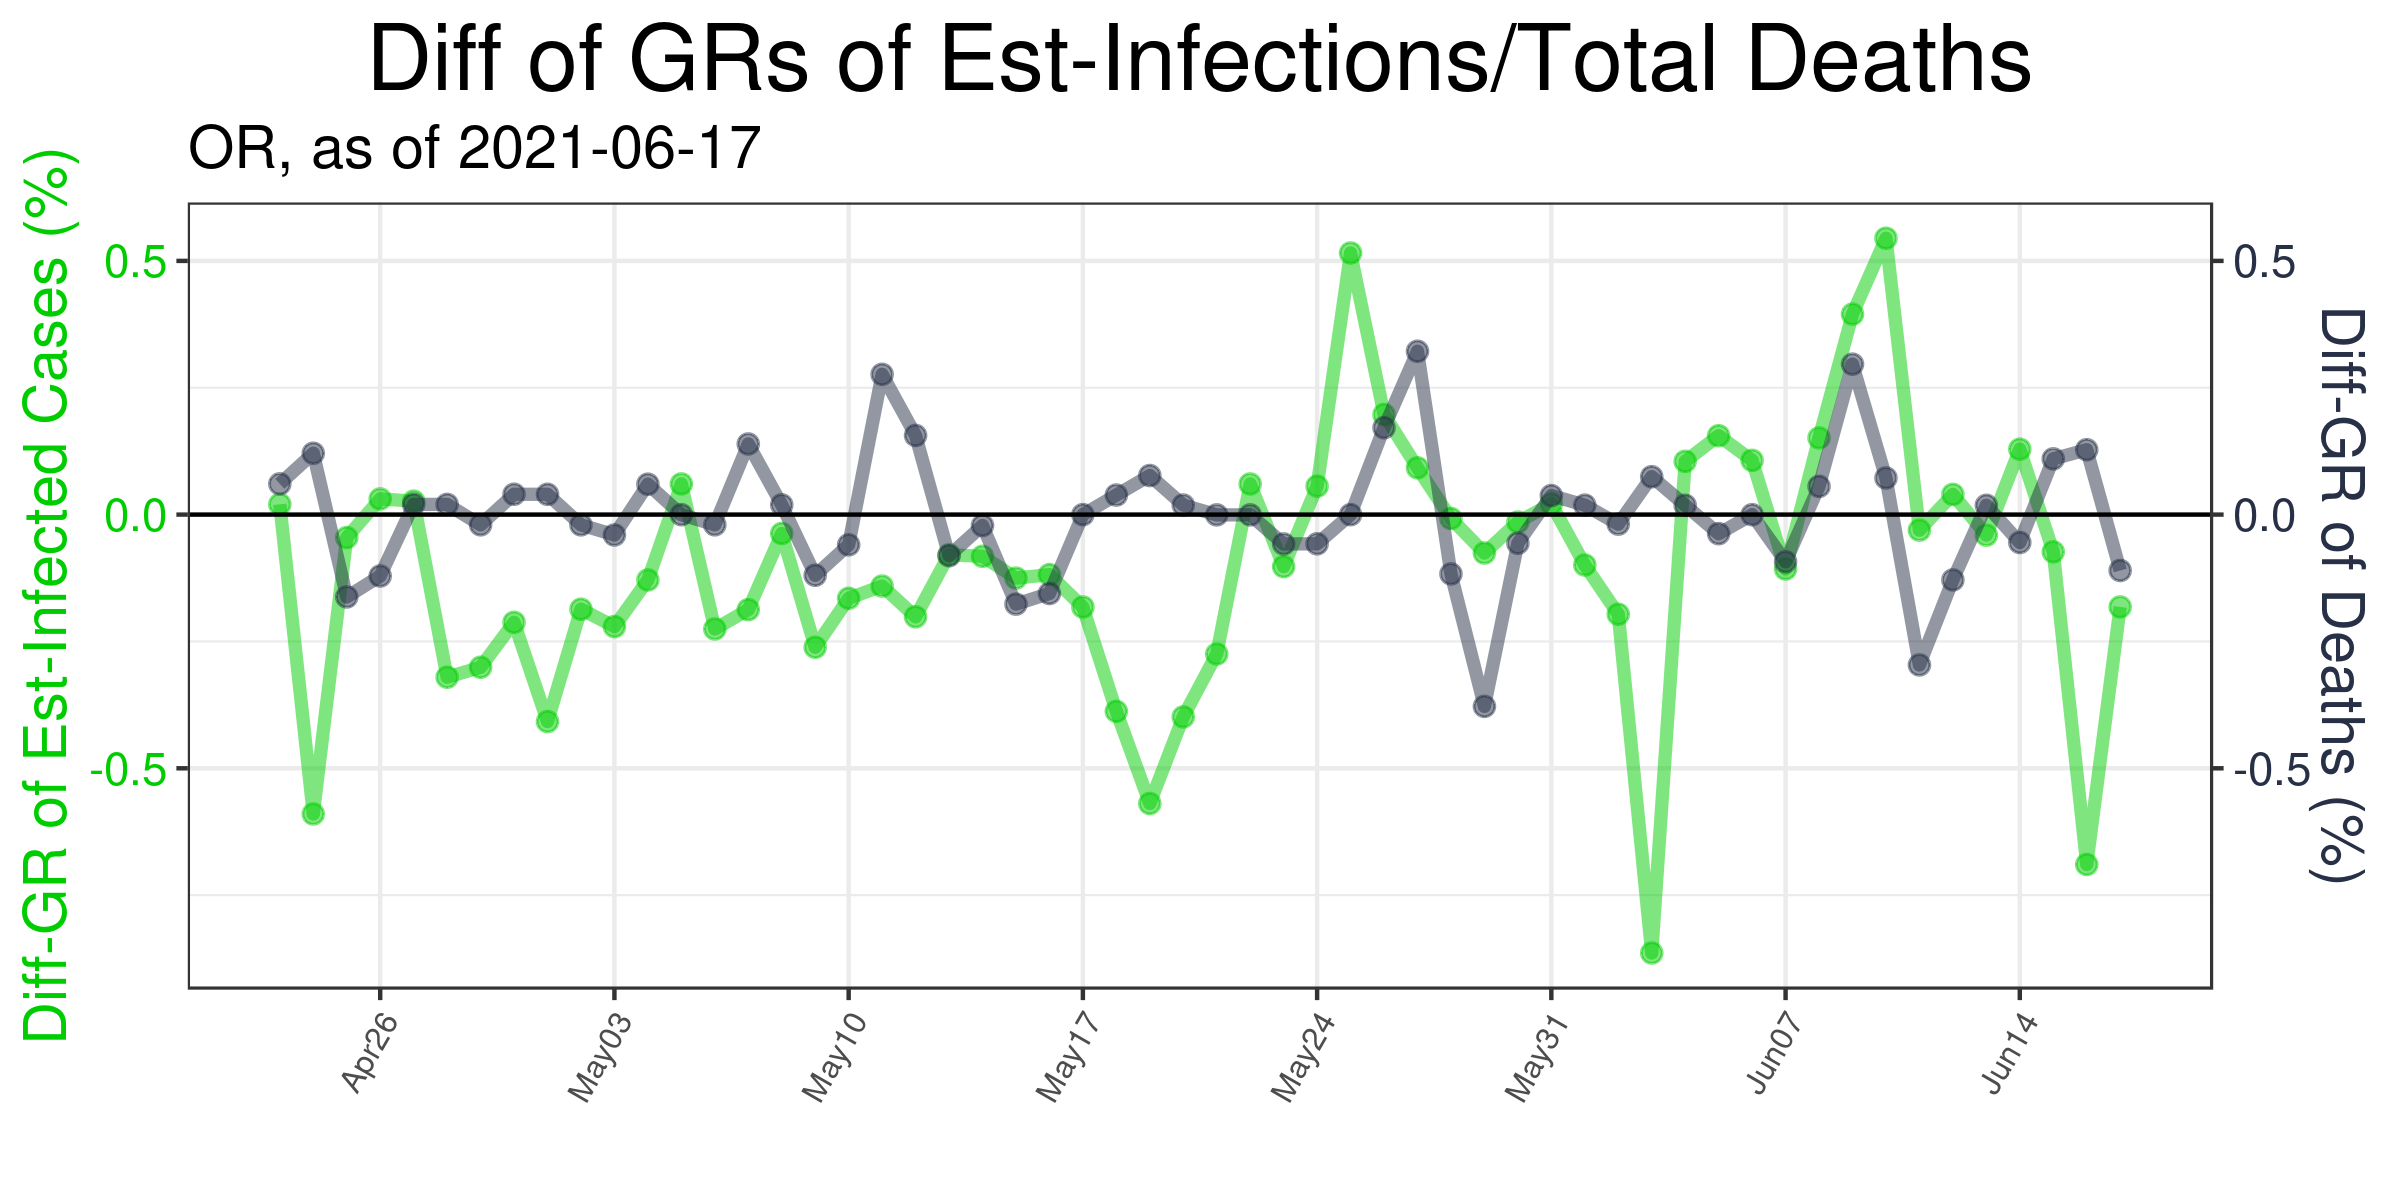 Diff of GRs of Est-Infections/Total Deaths
OR, as of 2021-06-17
Diff-GR of Est-Infected Cases (%)
0.5
0.0
-0.5
0.5
0.0
-0.5
Diff-GR of Deaths (%)
Apr26
May03
May10
May17
May24
May31
Jun07
Jun14